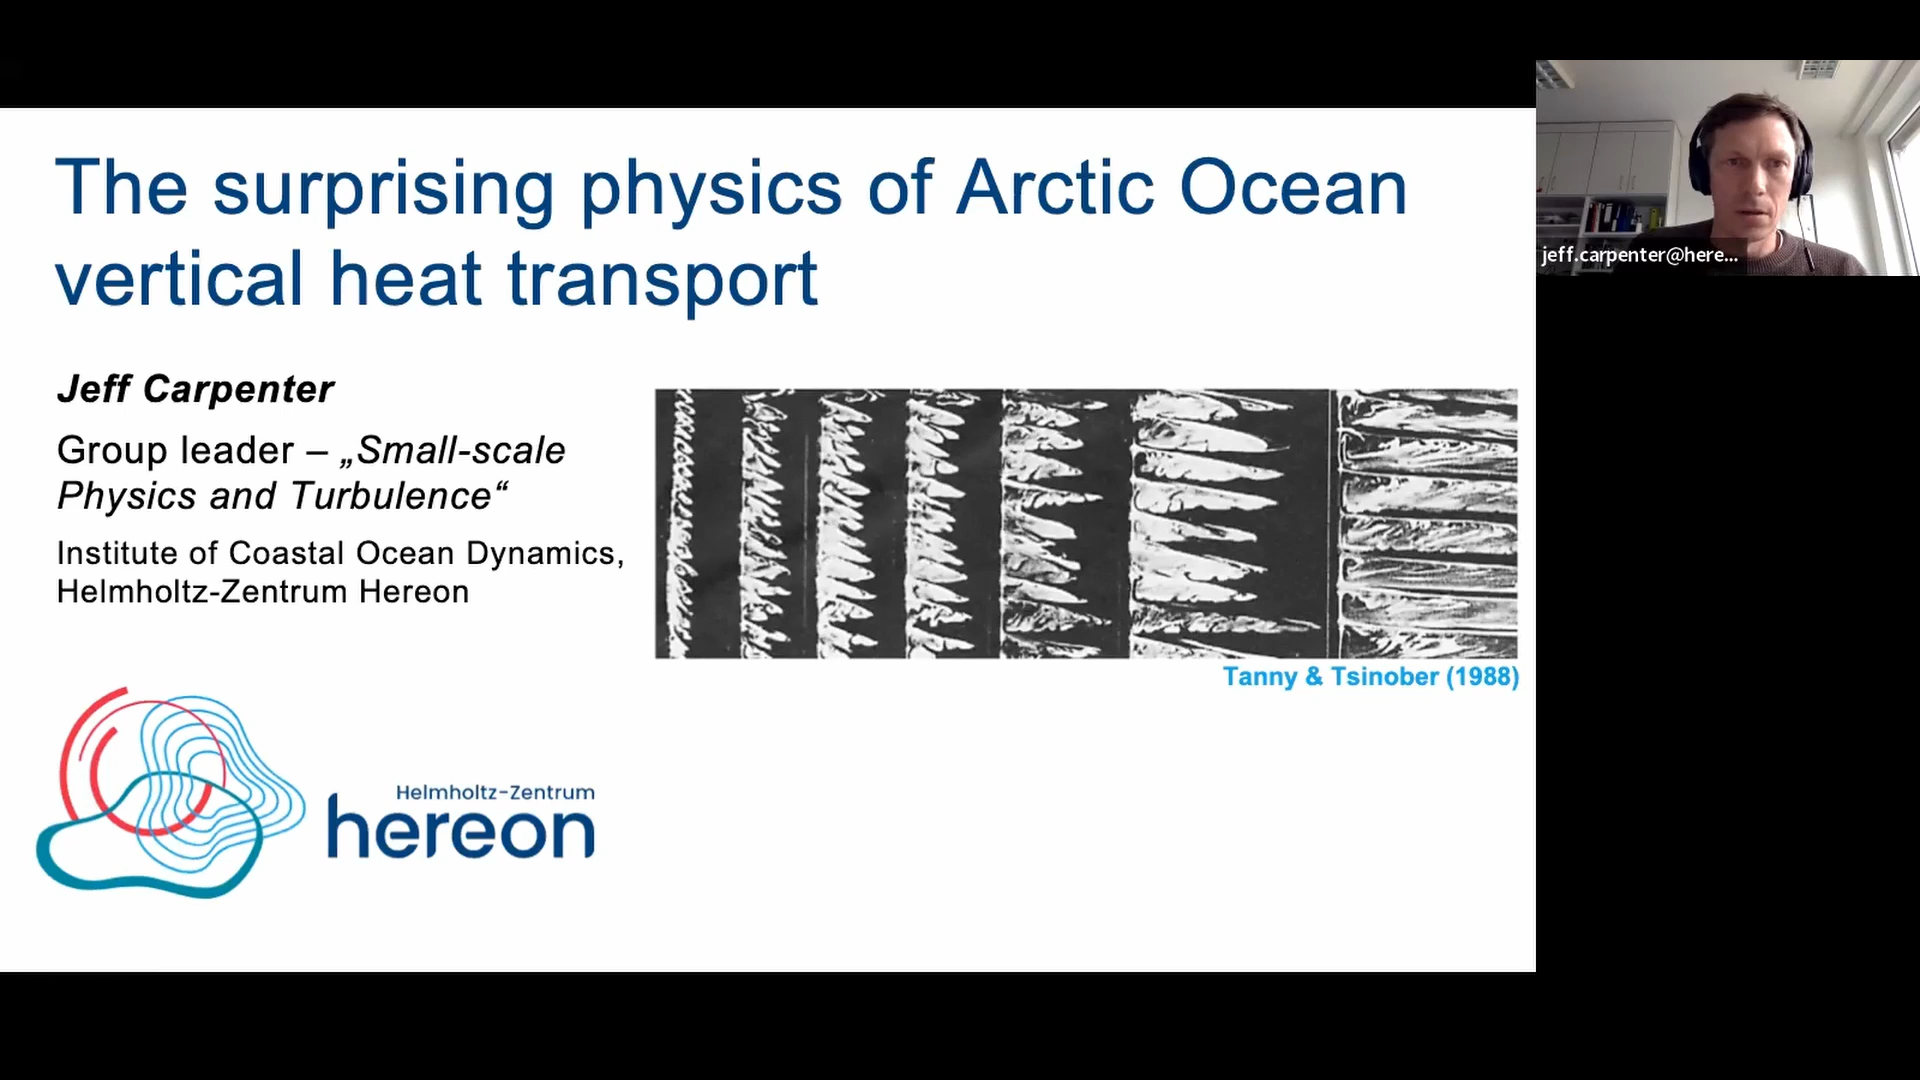 The surprising physics of Arctic Ocean
vertical heat transport
Jeff Carpenter
Group leader – „Small-scale
Physics and Turbulence“
Institute of Coastal Ocean Dynamics,
Helmholtz-Zentrum Hereon
Tanny & Tsinober (1988)
Helmholtz-Zentrum
hereon
jeff.carpenter@here...